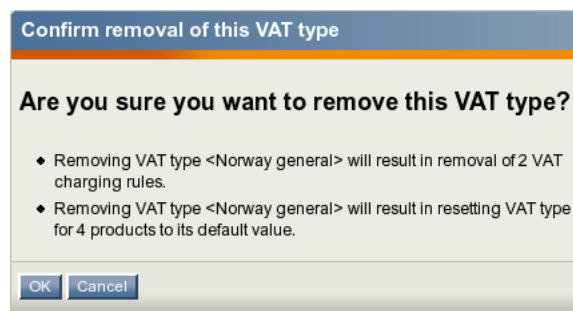 Confirm removal of this VAT type
Are you sure you want to remove this VAT type?
Removing VAT type <Norway general> will result in removal of 2 VAT
charging rules.
Removing VAT type <Norway general> will result in resetting VAT type
for 4 products to its default value.
OK Cancel